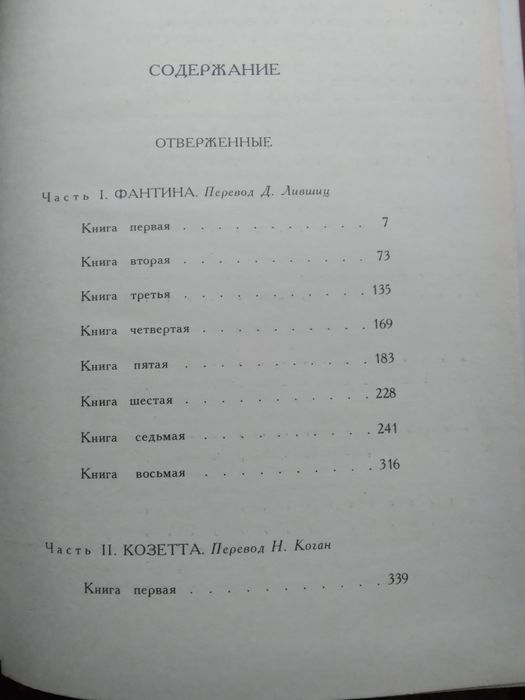 СОДЕРЖАНИЕ
ОТВЕРЖЕННЫЕ
Часть I. ФАНТИНА. Перевод Д. Лившиц
Книга первая . . . . . . . . . . . 7
Книга вторая . . . . . . . . . . . 73
Книга третья . . . . . . . . . . . 135
Книга четвертая . . . . . . . . . . 169
Книга пятая . . . . . . . . . . . 183
Книга шестая . . . . . . . . . . . 228
Книга седьмая . . . . . . . . . . 241
Книга восьмая . . . . . . . . . . 316
Часть II. КОЗЕТТА. Перевод Н. Коган
Книга первая . . . . . . . . . . . 339